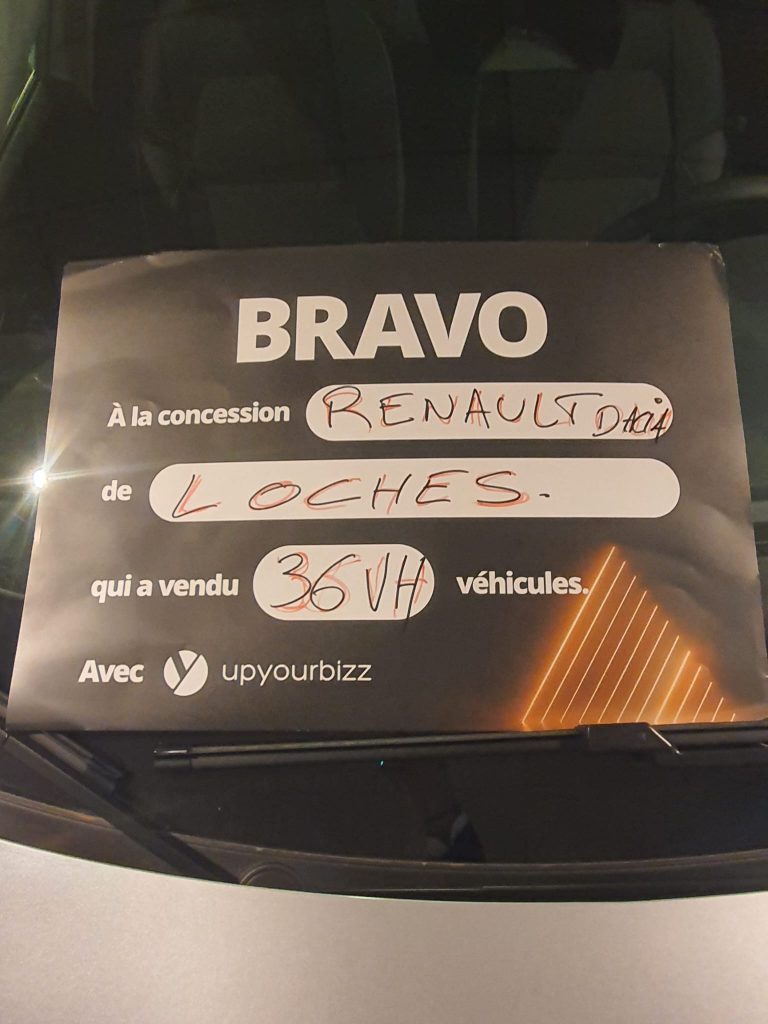 BRAVO
À la concession RENAULT DACIA
de LOCHES.
qui a vendu 36 VH véhicules.
Avec upyourbizz